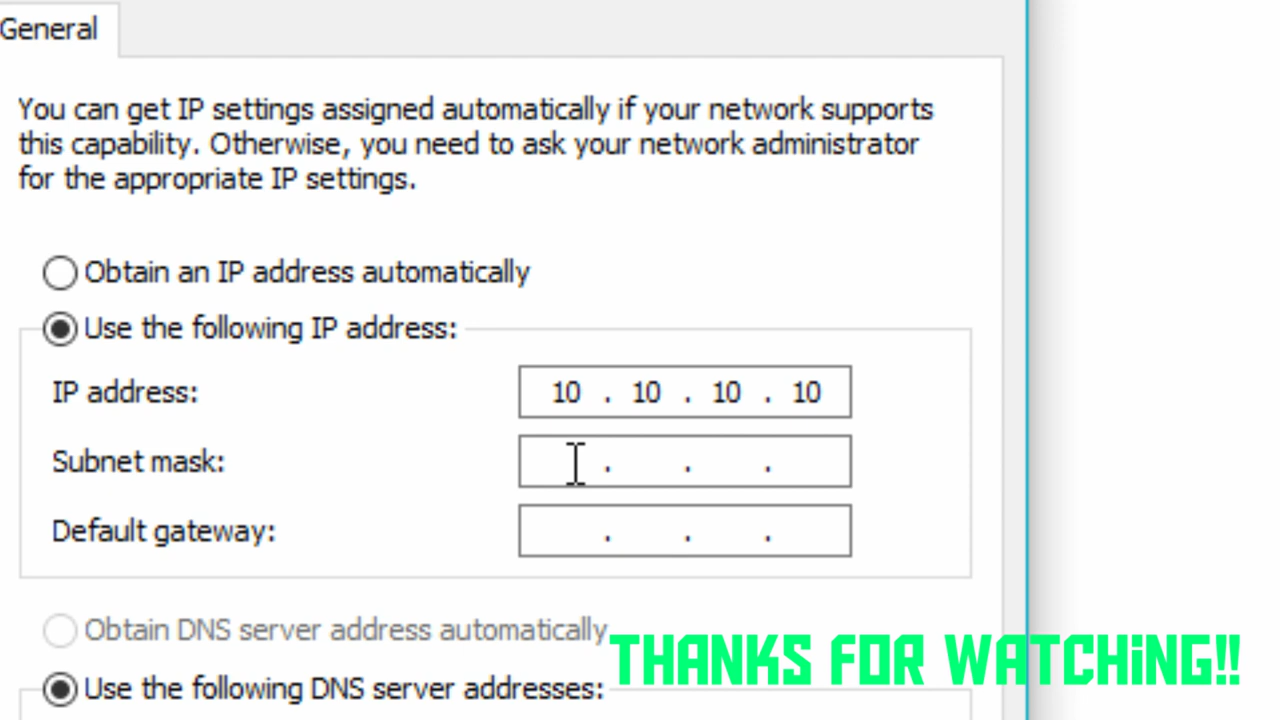 General
You can get IP settings assigned automatically if your network supports
this capability. Otherwise, you need to ask your network administrator
for the appropriate IP settings.
Obtain an IP address automatically
Use the following IP address:
IP address: 10 . 10 . 10 . 10
Subnet mask: . . .
Default gateway: . . .
Obtain DNS server address automatically
THANKS FOR WATCHiNG!!
Use the following DNS server addresses: